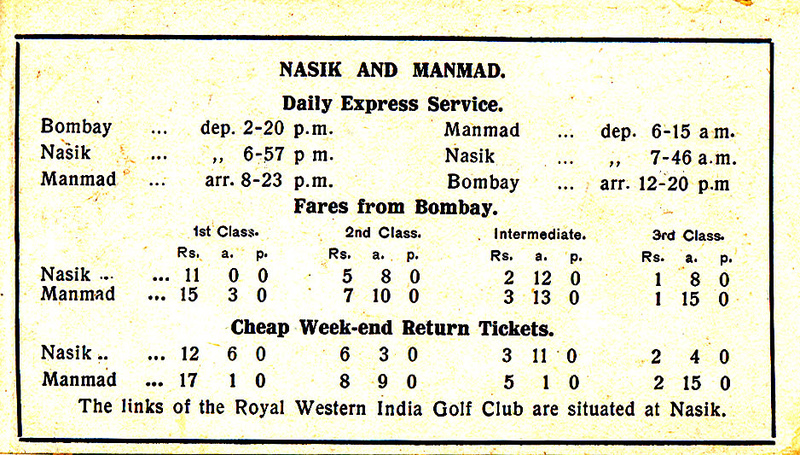 NASIK AND MANMAD.
Daily Express Service.
Bombay ... dep. 2-20 p.m. Manmad ... dep. 6-15 a m.
Nasik ... ,, 6-57 p m. Nasik ... ,, 7-46 a.m.
Manmad ... arr. 8-23 p.m. Bombay ... arr. 12-20 p.m
Fares from Bombay.
1st Class. 2nd Class. Intermediate. 3rd Class.
Rs. a. p. Rs. a. p. Rs. a. p. Rs. a. p.
Nasik ... ... 11 0 0 5 8 0 2 12 0 1 8 0
Manmad ... 15 3 0 7 10 0 3 13 0 1 15 0
Cheap Week-end Return Tickets.
Nasik .. ... 12 6 0 6 3 0 3 11 0 2 4 0
Manmad ... 17 1 0 8 9 0 5 1 0 2 15 0
The links of the Royal Western India Golf Club are situated at Nasik.